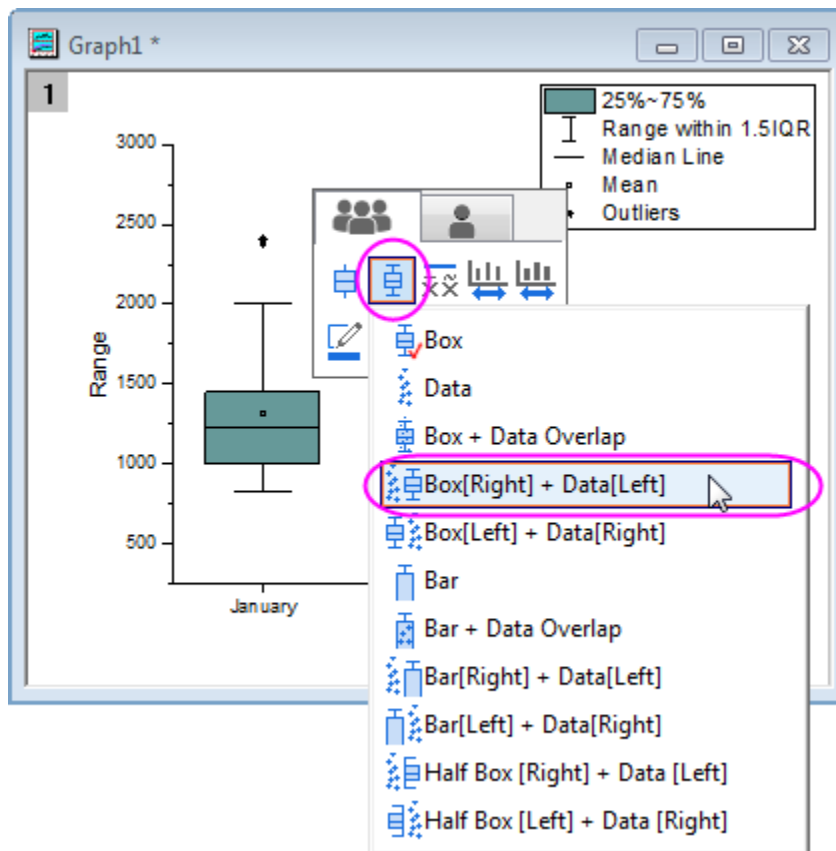 Graph1 *
1
25%~75%
Range within 1.5IQR
Median Line
Mean
Outliers
3000
2500
2000
1500
1000
500
Range
January
Box
Data
Box + Data Overlap
Box[Right] + Data[Left]
Box[Left] + Data[Right]
Bar
Bar + Data Overlap
Bar[Right] + Data[Left]
Bar[Left] + Data[Right]
Half Box [Right] + Data [Left]
Half Box [Left] + Data [Right]